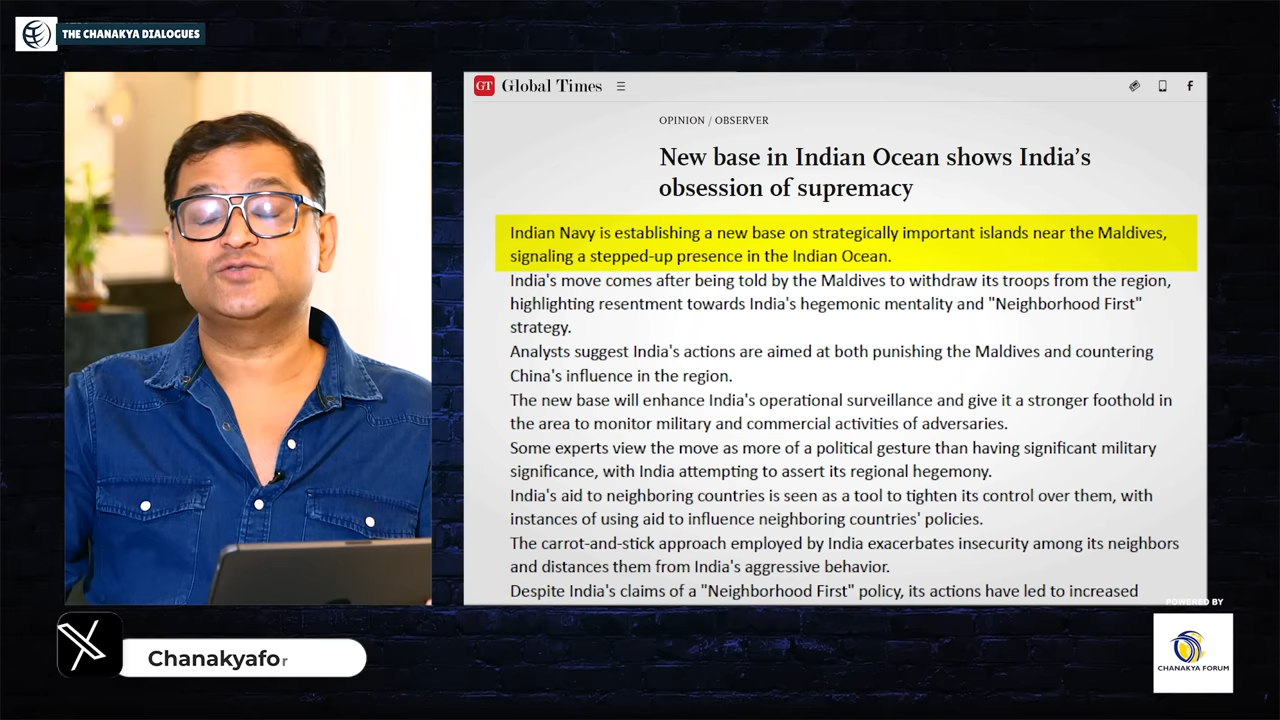 THE CHANAKYA DIALOGUES
GT Global Times
OPINION / OBSERVER
New base in Indian Ocean shows India's
obsession of supremacy
Indian Navy is establishing a new base on strategically important islands near the Maldives,
signaling a stepped-up presence in the Indian Ocean.
India's move comes after being told by the Maldives to withdraw its troops from the region,
highlighting resentment towards India's hegemonic mentality and "Neighborhood First"
strategy.
Analysts suggest India's actions are aimed at both punishing the Maldives and countering
China's influence in the region.
The new base will enhance India's operational surveillance and give it a stronger foothold in
the area to monitor military and commercial activities of adversaries.
Some experts view the move as more of a political gesture than having significant military
significance, with India attempting to assert its regional hegemony.
India's aid to neighboring countries is seen as a tool to tighten its control over them, with
instances of using aid to influence neighboring countries' policies.
The carrot-and-stick approach employed by India exacerbates insecurity among its neighbors
and distances them from India's aggressive behavior.
Despite India's claims of a "Neighborhood First" policy, its actions have led to increased
POWERED BY
CHANAKYA FORUM
Chanakyafor